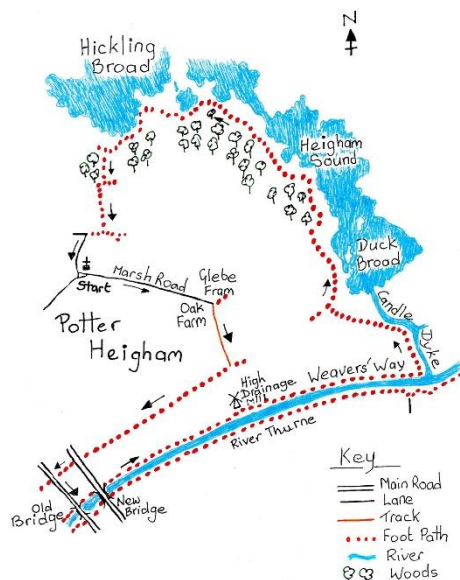 N
Hickling
Broad
Heigham
Sound
Duck
Broad
Candle
Dyke
Marsh Road
Start
Glebe
Fram
Oak
Farm
Potter
Heigham
High
Drinage
Mill
Weavers' Way
River Thurne
Old
Bridge
New
Bridge
Key
Main Road
Lane
Track
Foot Path
River
Woods